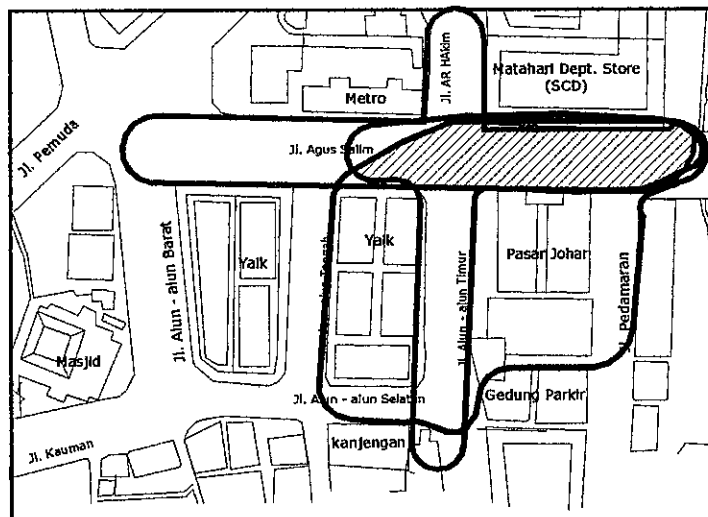 Jl. AR HAkim
Matahari Dept. Store
(SCD)
Metro
Jl. Pemuda
Jl. Agus Salim
Jl. Alun - alun Barat
Yaik
Yaik
Jl. Alun - alun Timur
Pasar Johar
Jl. Pedamaran
Masjid
Jl. Alun - alun Selatan
Gedung Parkir
Jl. Kauman
kanjengan